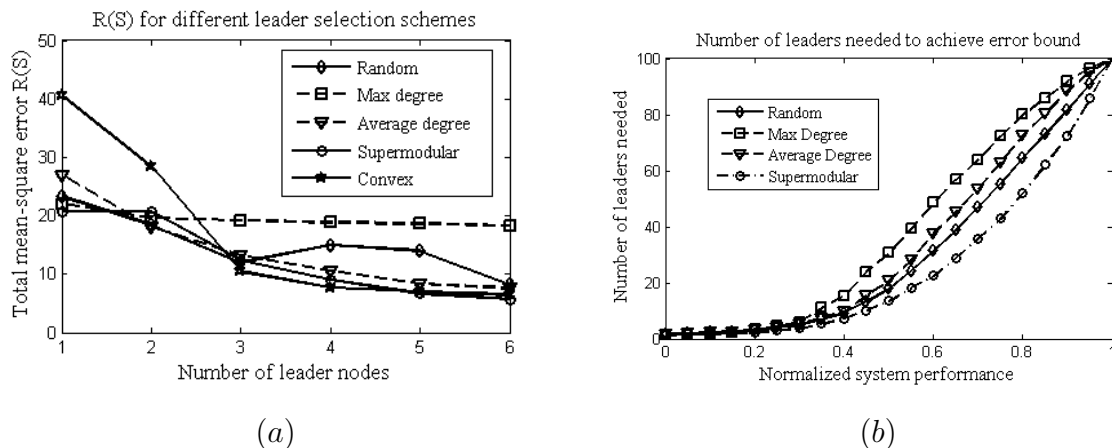 R(S) for different leader selection schemes
Total mean-square error R(S)
50
40
30
20
10
0
1
2
3
4
5
6
Number of leader nodes
Random
Max degree
Average degree
Supermodular
Convex
(a)
Number of leaders needed to achieve error bound
Number of leaders needed
100
80
60
40
20
0
0
0.2
0.4
0.6
0.8
1
Normalized system performance
Random
Max Degree
Average Degree
Supermodular
(b)